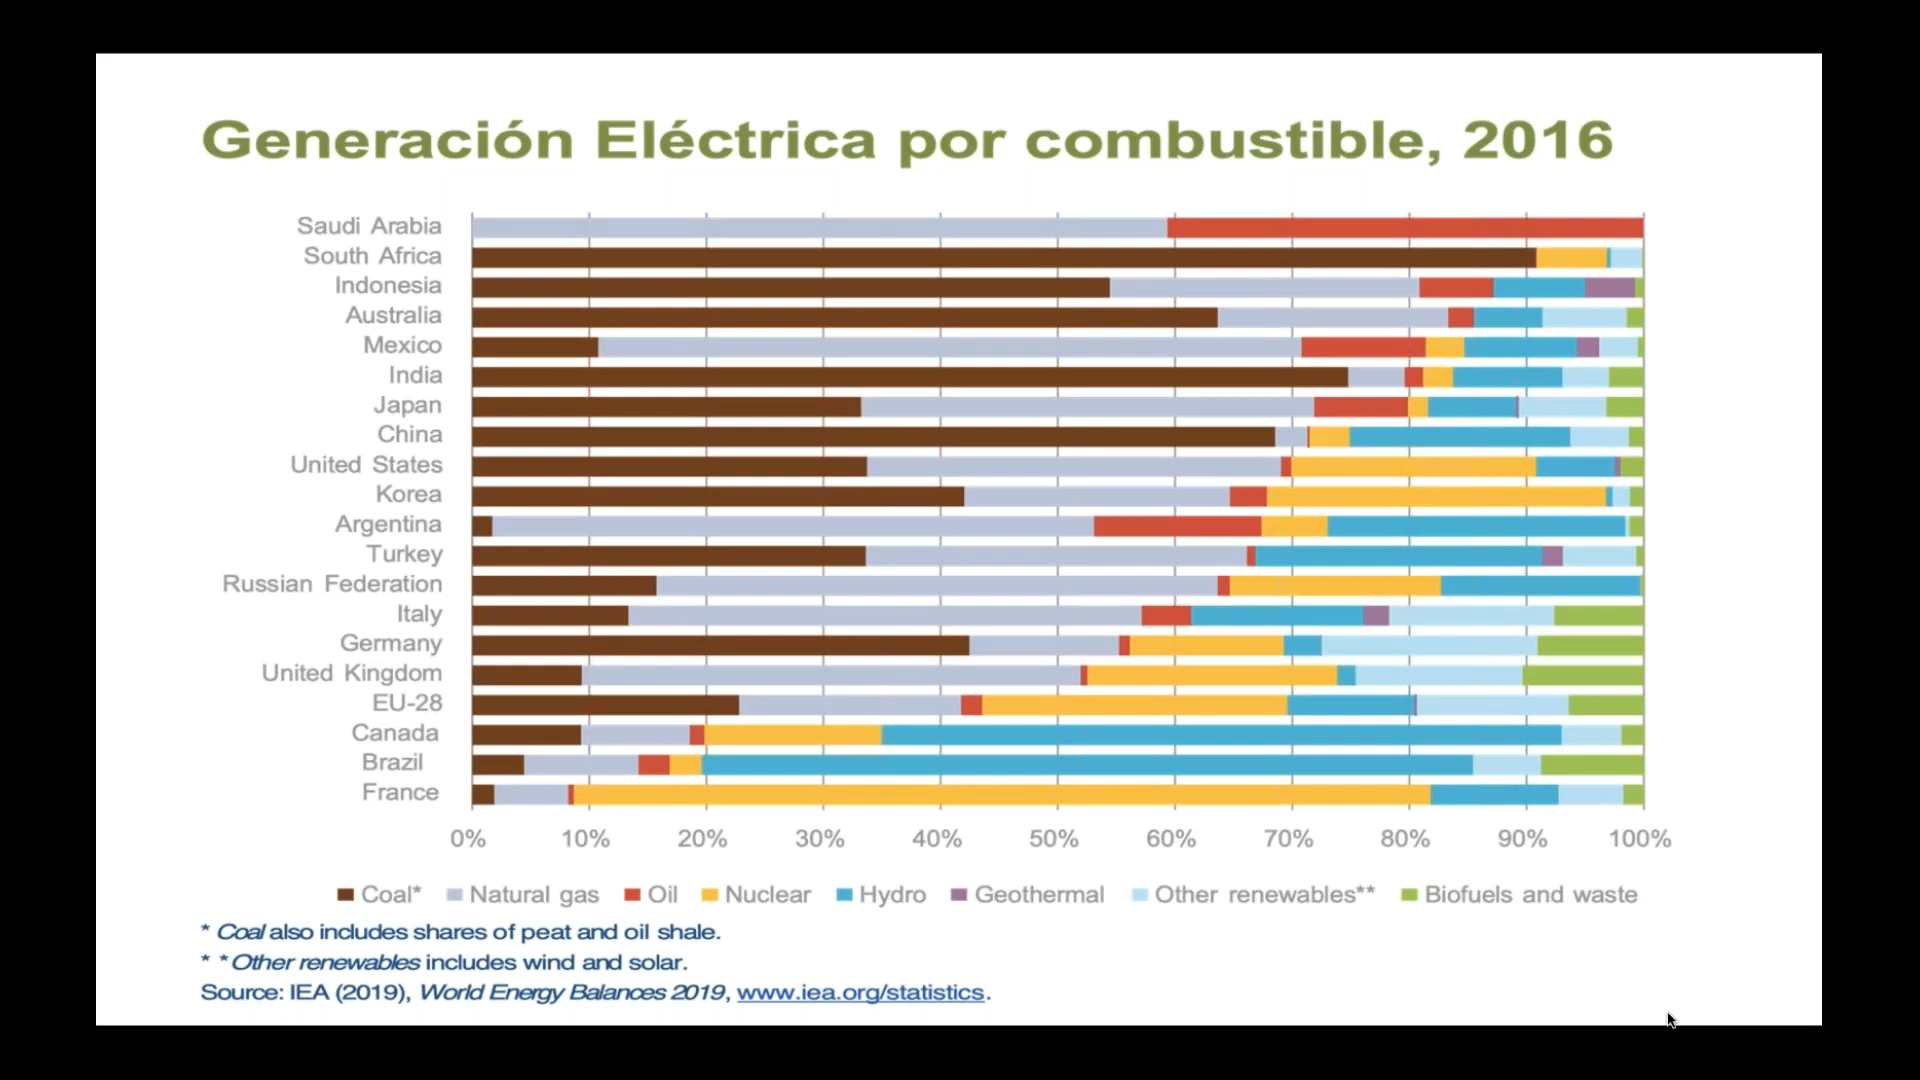 Generación Eléctrica por combustible, 2016
Saudi Arabia
South Africa
Indonesia
Australia
Mexico
India
Japan
China
United States
Korea
Argentina
Turkey
Russian Federation
Italy
Germany
United Kingdom
EU-28
Canada
Brazil
France
0% 10% 20% 30% 40% 50% 60% 70% 80% 90% 100%
Coal* Natural gas Oil Nuclear Hydro Geothermal Other renewables** Biofuels and waste
* Coal also includes shares of peat and oil shale.
* *Other renewables includes wind and solar.
Source: IEA (2019), World Energy Balances 2019, www.iea.org/statistics.